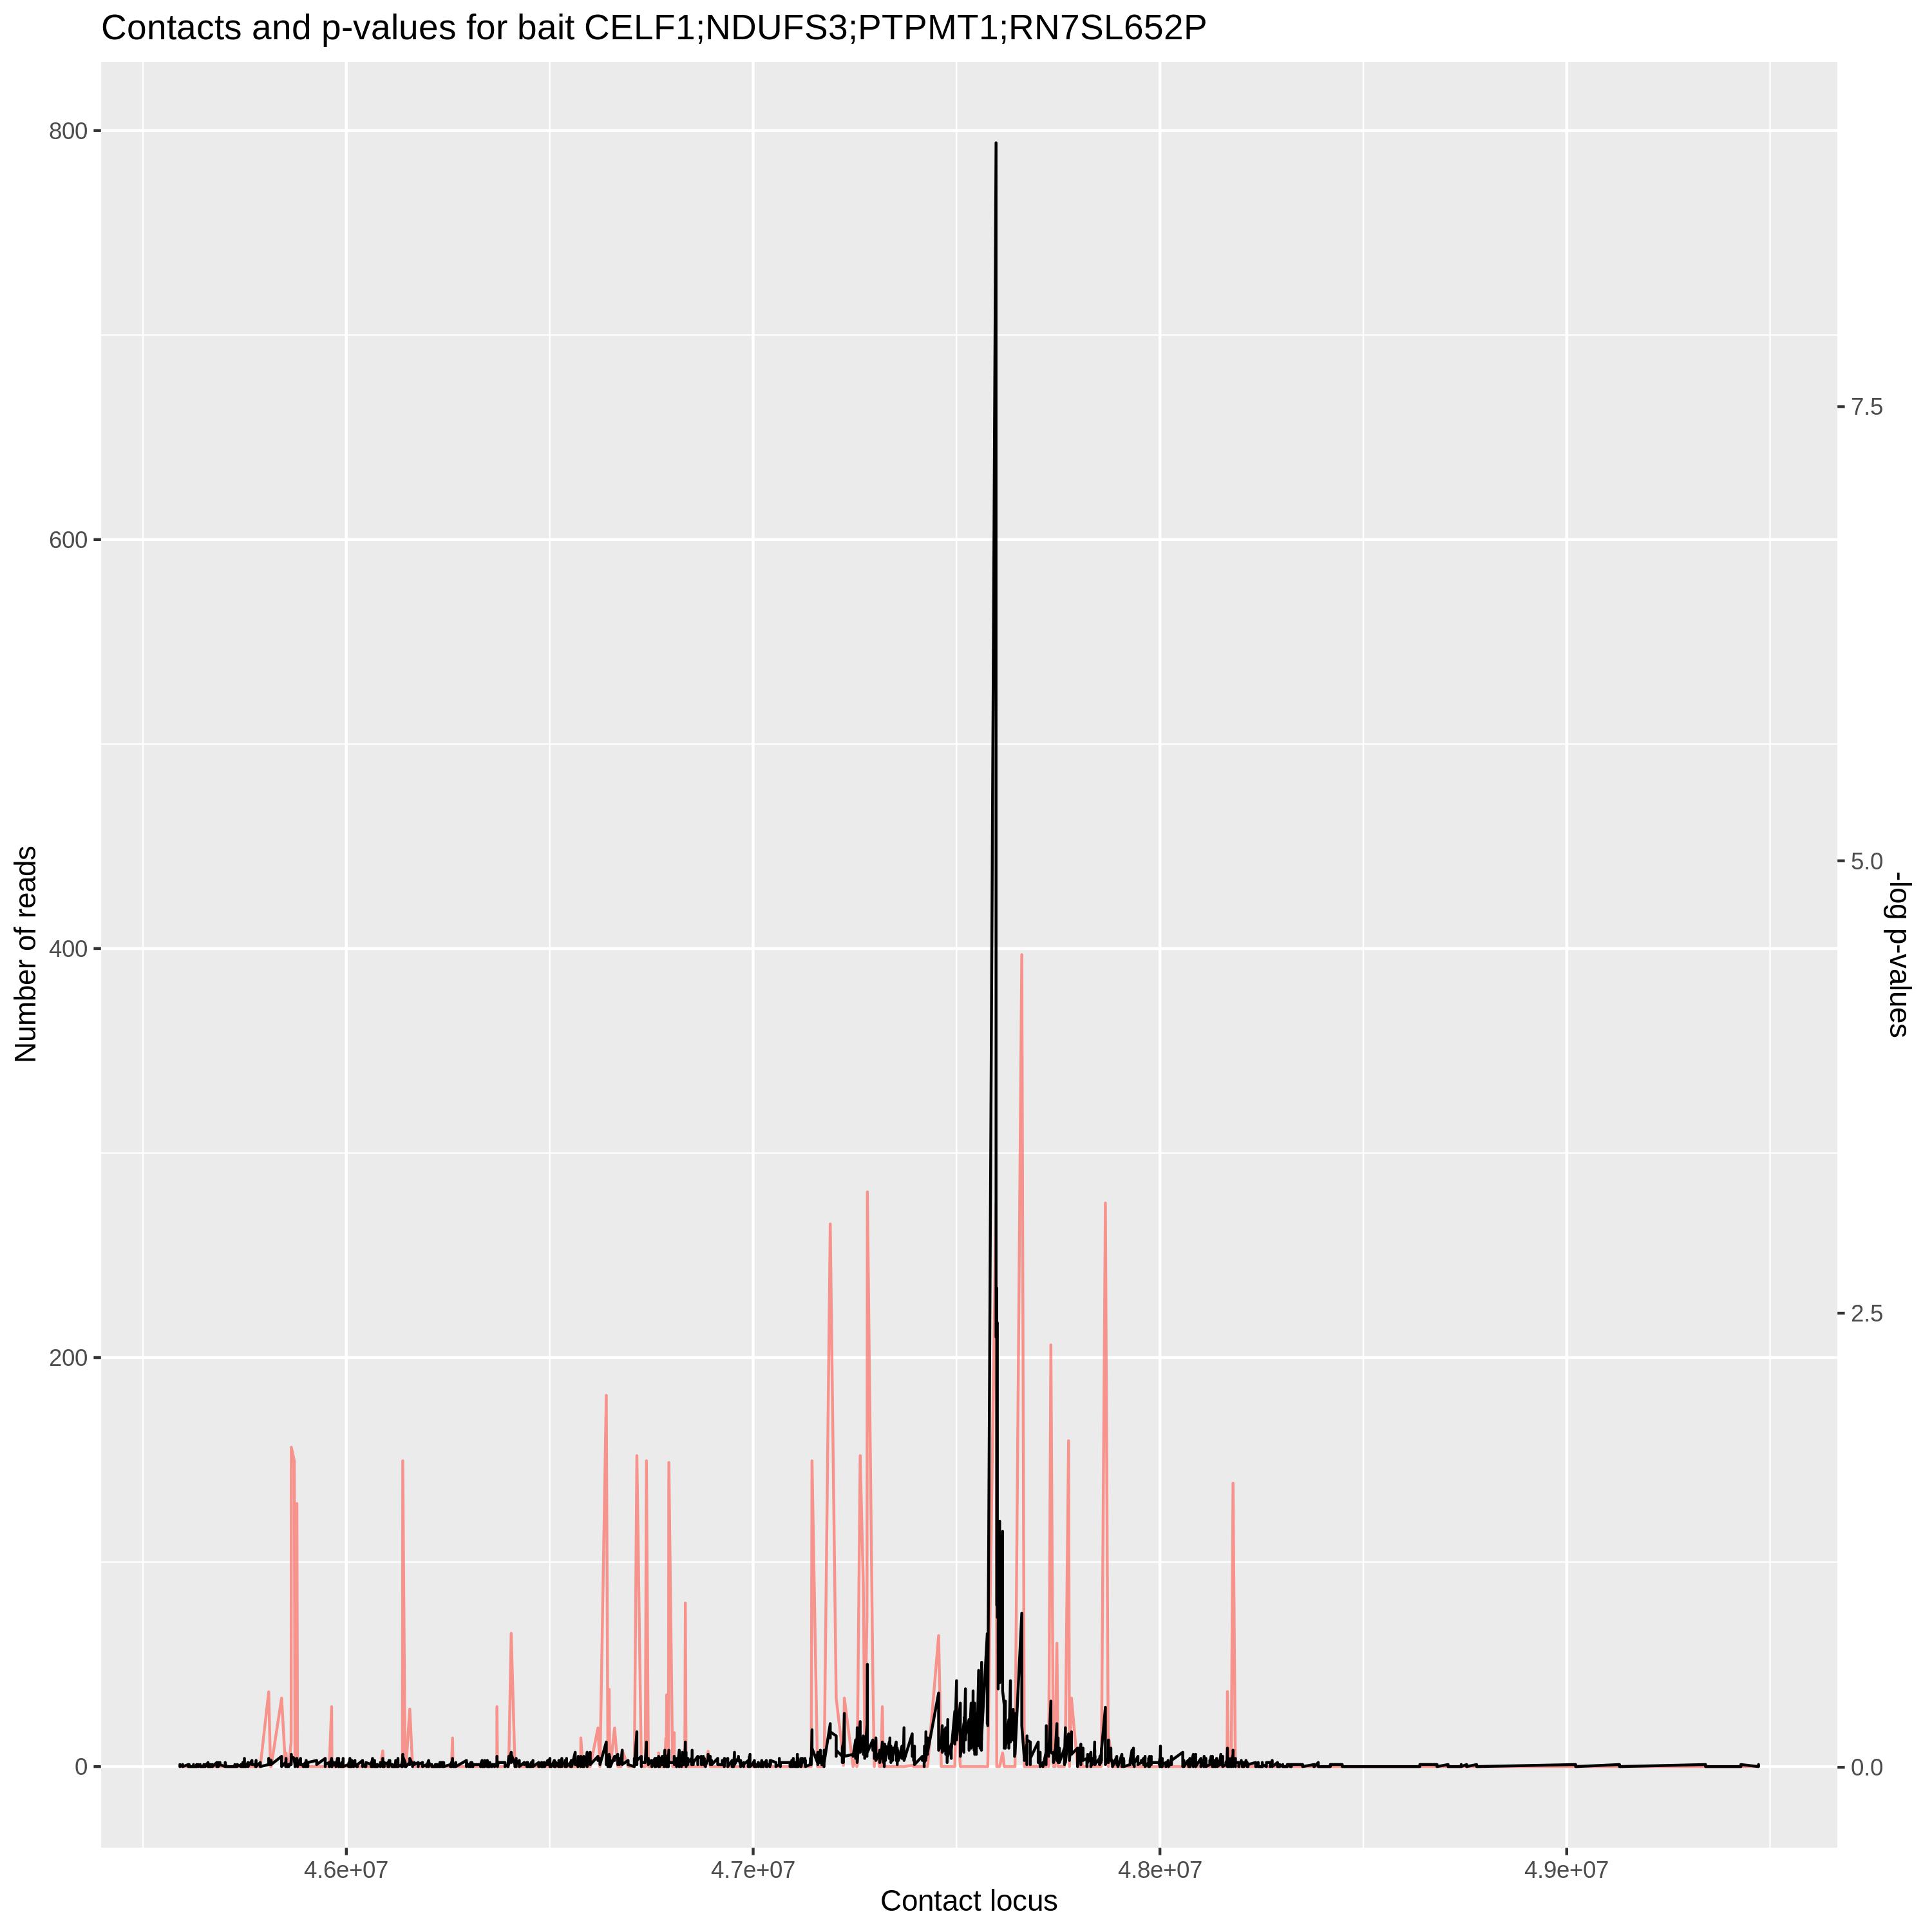 Contacts and p-values for bait CELF1;NDUFS3;PTPMT1;RN7SL652P
800
600
400
200
0
Number of reads
7.5
5.0
2.5
0.0
-log p-values
4.6e+07
4.7e+07
4.8e+07
4.9e+07
Contact locus